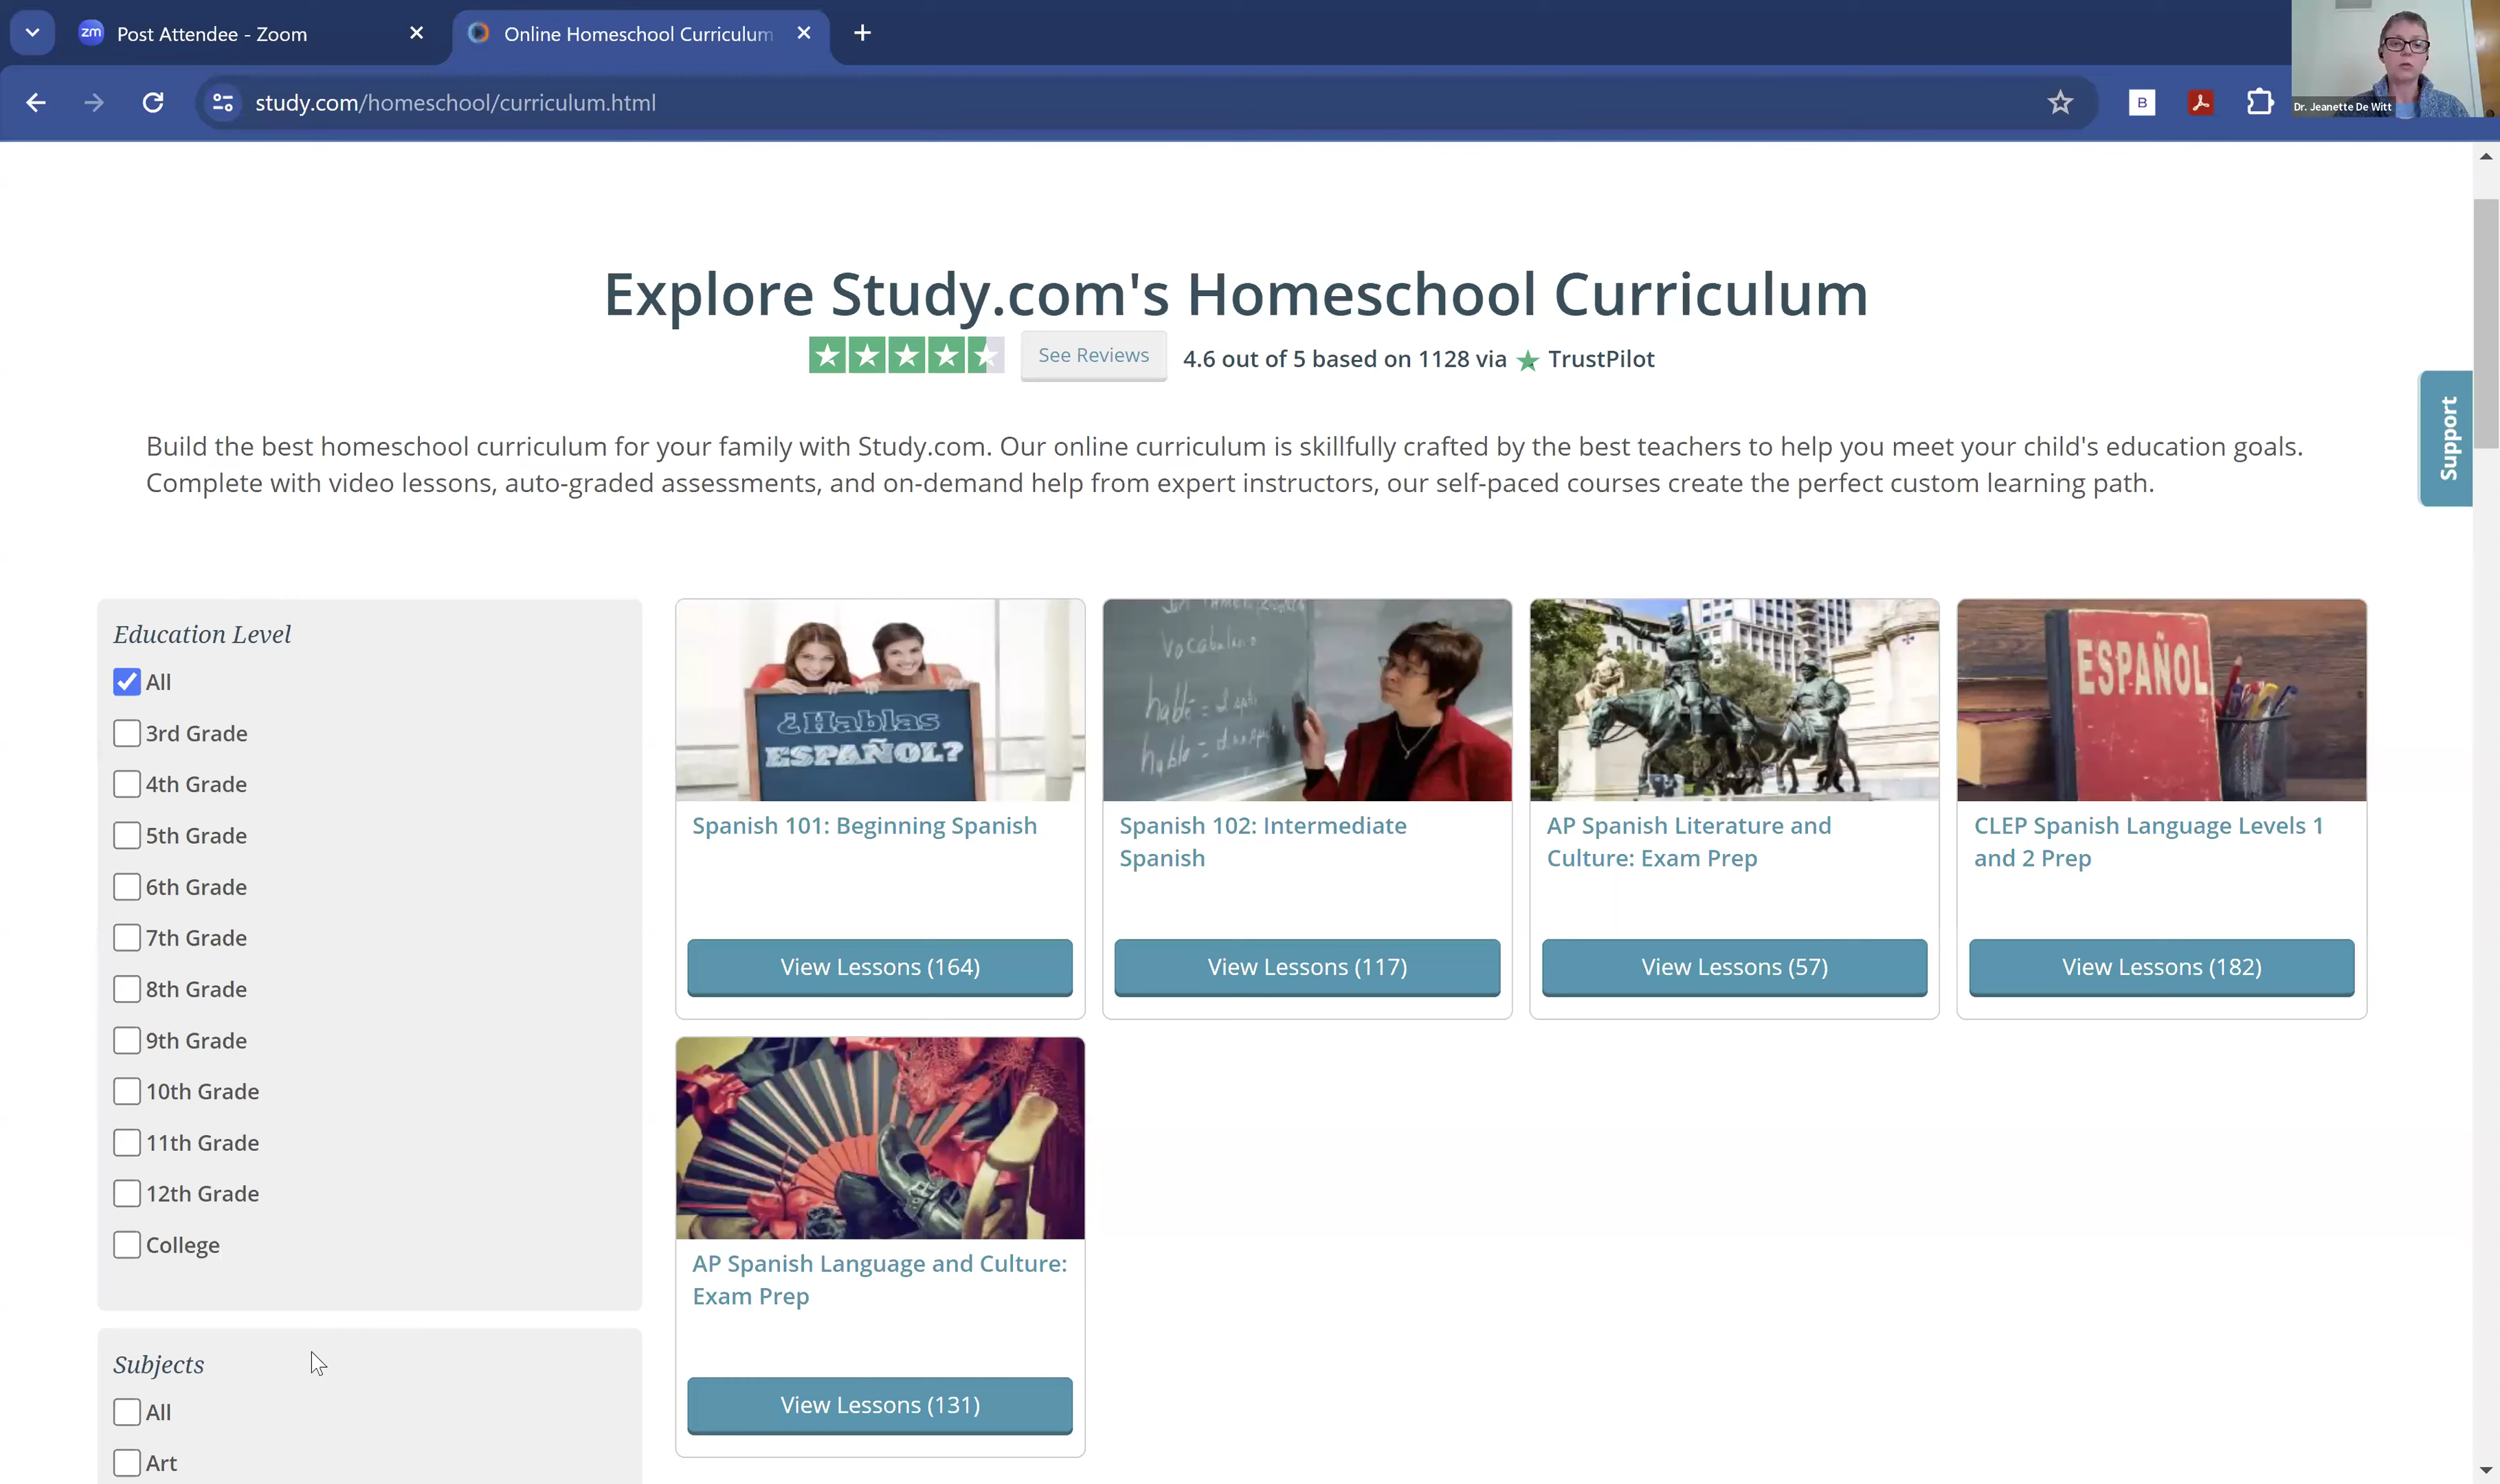 zm Post Attendee - Zoom
Online Homeschool Curriculum
study.com/homeschool/curriculum.html
B
Dr. Jeanette De Witt
Explore Study.com's Homeschool Curriculum
See Reviews
4.6 out of 5 based on 1128 via TrustPilot
Build the best homeschool curriculum for your family with Study.com. Our online curriculum is skillfully crafted by the best teachers to help you meet your child's education goals.
Complete with video lessons, auto-graded assessments, and on-demand help from expert instructors, our self-paced courses create the perfect custom learning path.
Support
Education Level
All
3rd Grade
4th Grade
5th Grade
6th Grade
7th Grade
8th Grade
9th Grade
10th Grade
11th Grade
12th Grade
College
Subjects
All
Art
¿Hablas
ESPAÑOL?
Spanish 101: Beginning Spanish
View Lessons (164)
Vocabulario
hablé =
hablo =
Spanish 102: Intermediate
Spanish
View Lessons (117)
AP Spanish Literature and
Culture: Exam Prep
View Lessons (57)
ESPAÑOL
CLEP Spanish Language Levels 1
and 2 Prep
View Lessons (182)
AP Spanish Language and Culture:
Exam Prep
View Lessons (131)